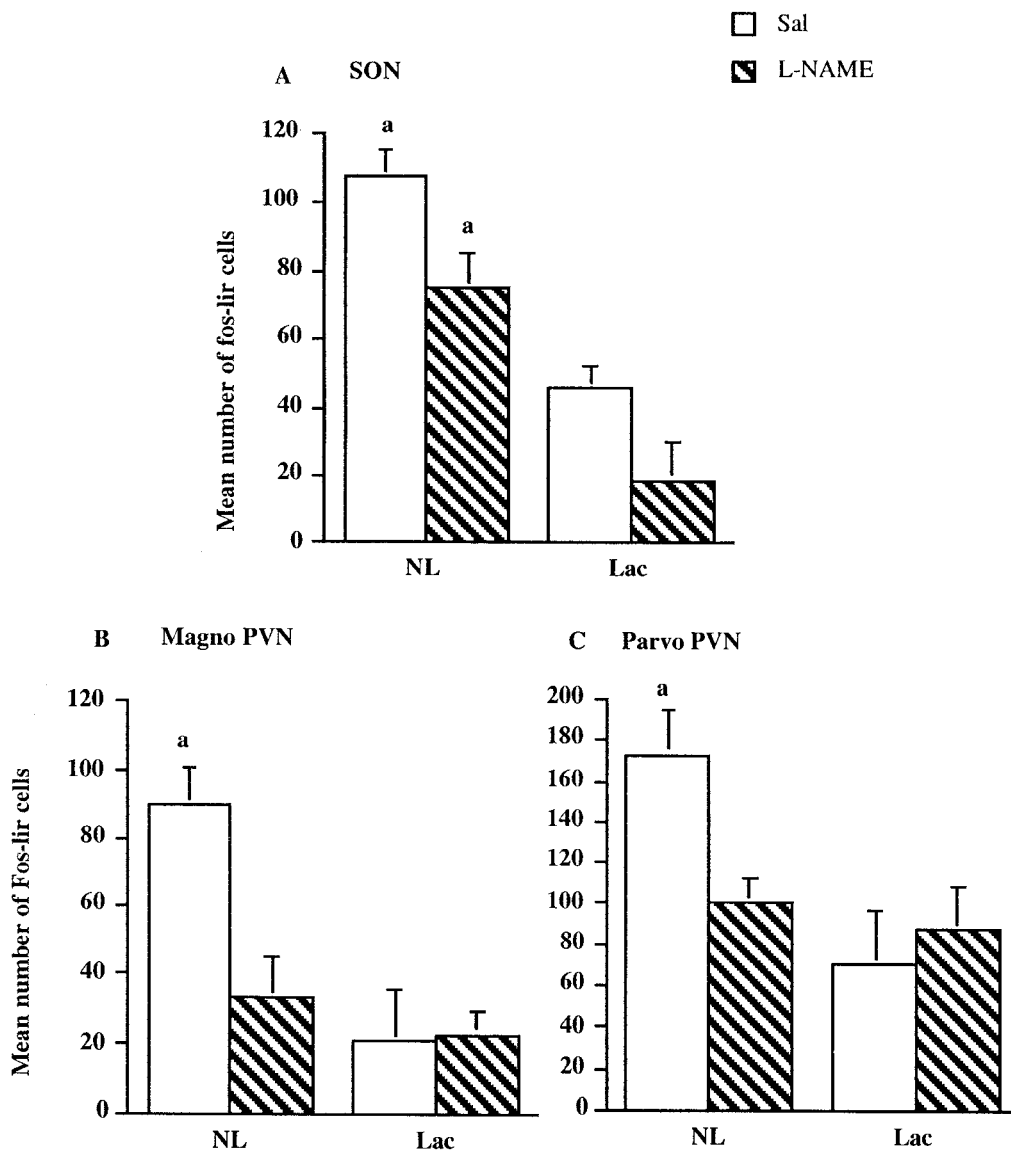 Sal
L-NAME
A SON
a
a
120
100
80
60
40
20
0
Mean number of fos-lir cells
NL Lac
B Magno PVN
a
120
100
80
60
40
20
0
Mean number of Fos-lir cells
NL Lac
C Parvo PVN
a
200
180
160
140
120
100
80
60
40
20
0
NL Lac